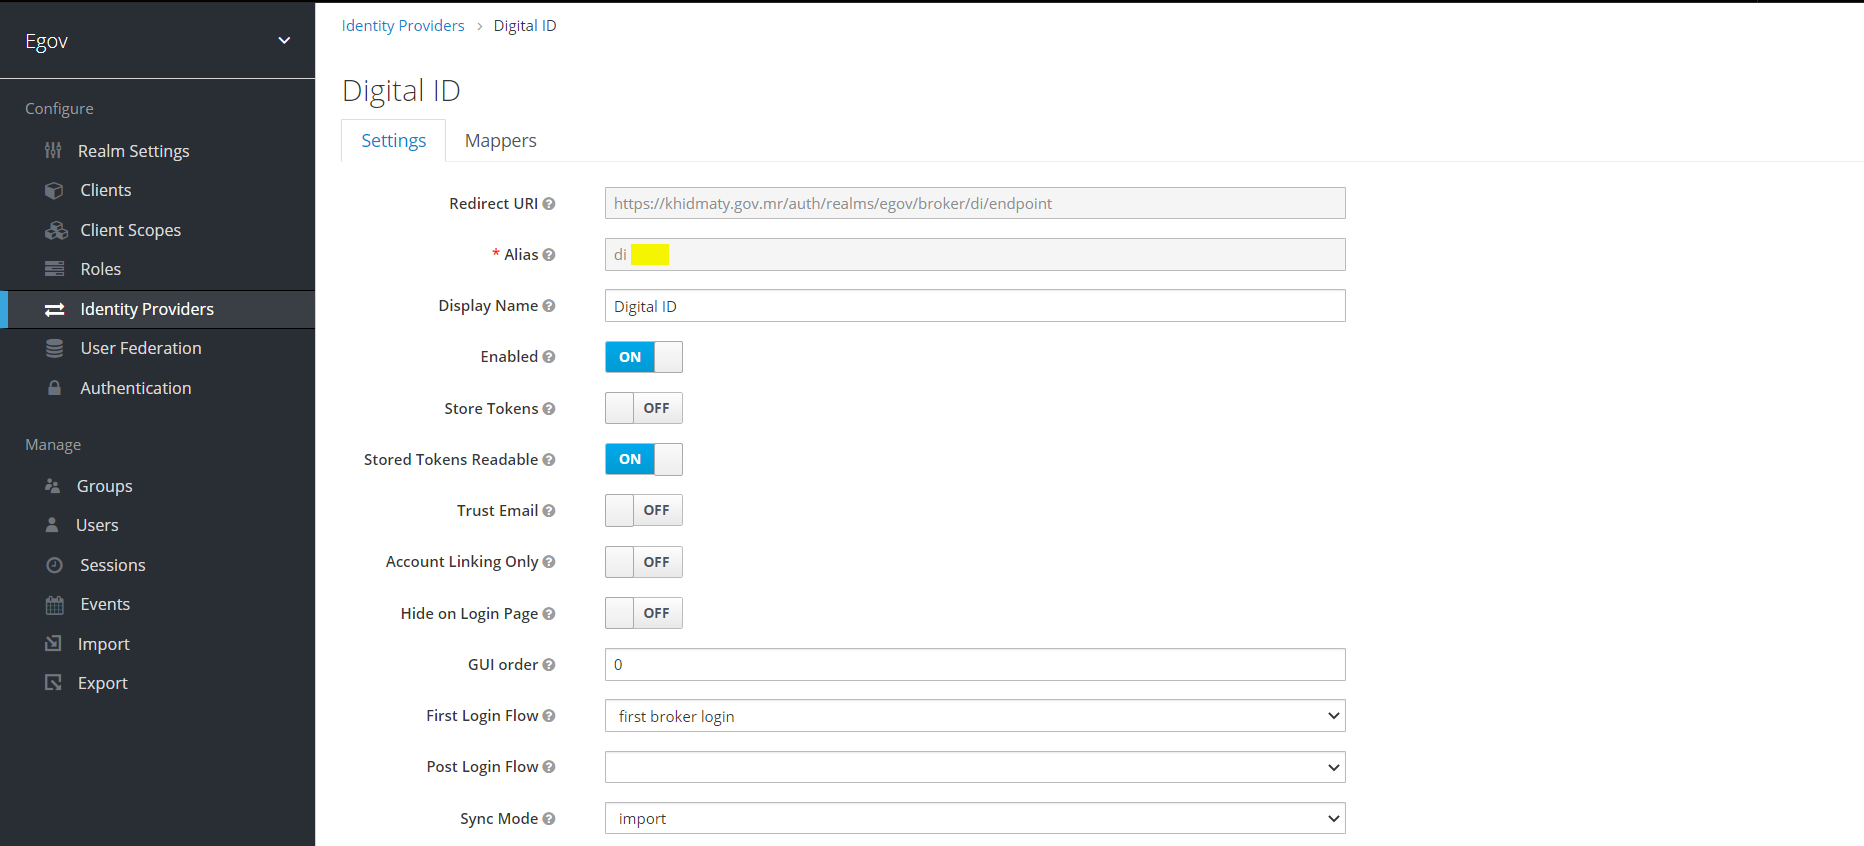 Egov
Configure
Realm Settings
Clients
Client Scopes
Roles
Identity Providers
User Federation
Authentication
Manage
Groups
Users
Sessions
Events
Import
Export
Identity Providers > Digital ID
Digital ID
Settings Mappers
Redirect URI https://khidmaty.gov.mr/auth/realms/egov/broker/di/endpoint
* Alias di
Display Name Digital ID
Enabled ON
Store Tokens OFF
Stored Tokens Readable ON
Trust Email OFF
Account Linking Only OFF
Hide on Login Page OFF
GUI order 0
First Login Flow first broker login
Post Login Flow
Sync Mode import